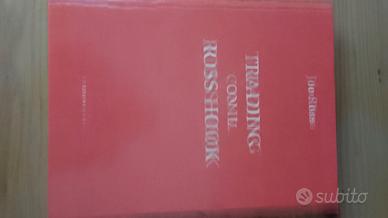 Joe Ross
TRADING
CON IL
ROSS HOOK
subito